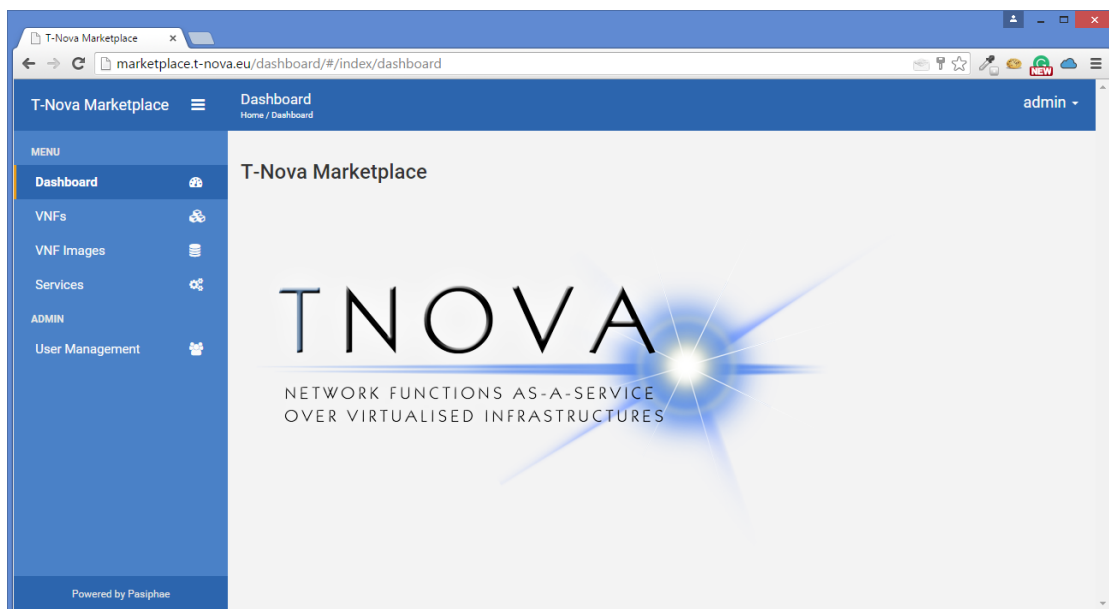 T-Nova Marketplace
marketplace.t-nova.eu/dashboard/#/index/dashboard
NEW
T-Nova Marketplace
Dashboard
Home / Dashboard
admin
MENU
Dashboard
VNFs
VNF Images
Services
ADMIN
User Management
Powered by Pasiphae
T-Nova Marketplace
TNOVA
NETWORK FUNCTIONS AS-A-SERVICE
OVER VIRTUALISED INFRASTRUCTURES